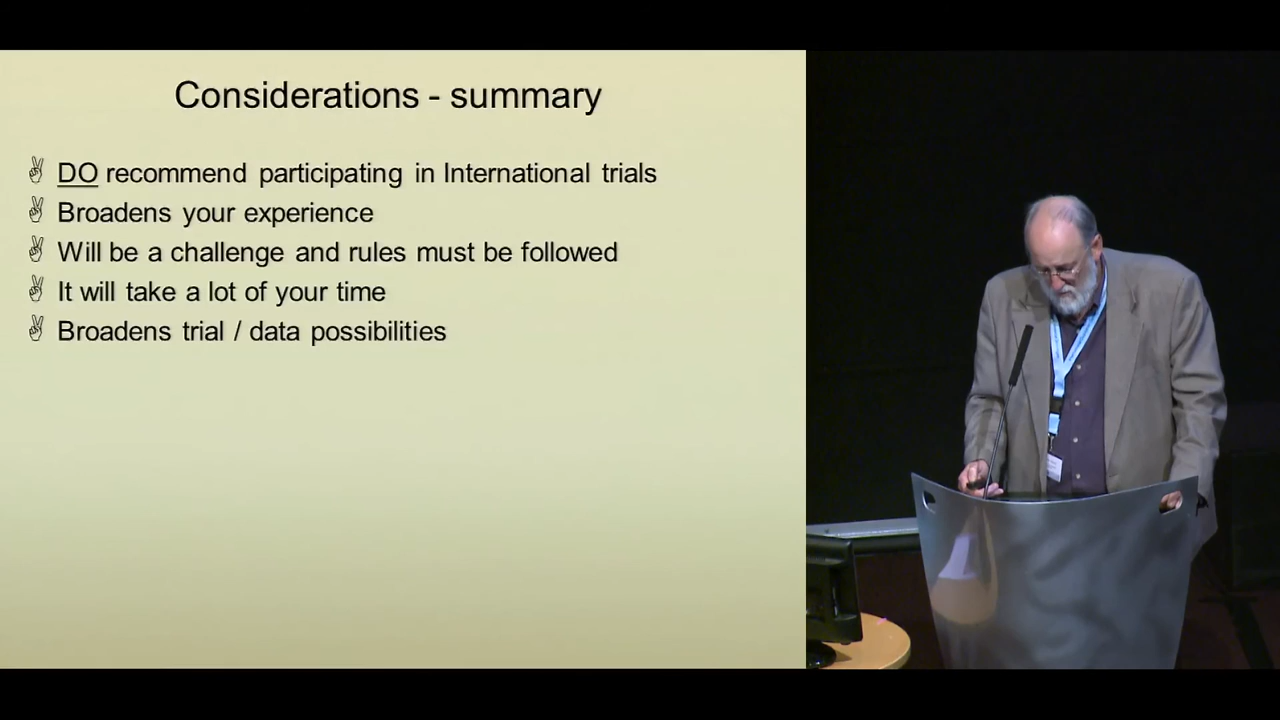 Considerations - summary
✌ DO recommend participating in International trials
✌ Broadens your experience
✌ Will be a challenge and rules must be followed
✌ It will take a lot of your time
✌ Broadens trial / data possibilities